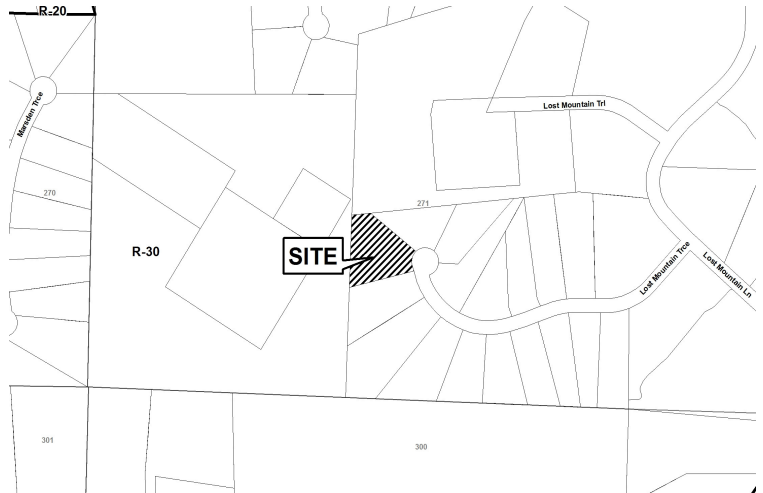 R-20
Marsden Trce
Lost Mountain Trl
270
271
R-30
SITE
Lost Mountain Trce
Lost Mountain Ln
301
300